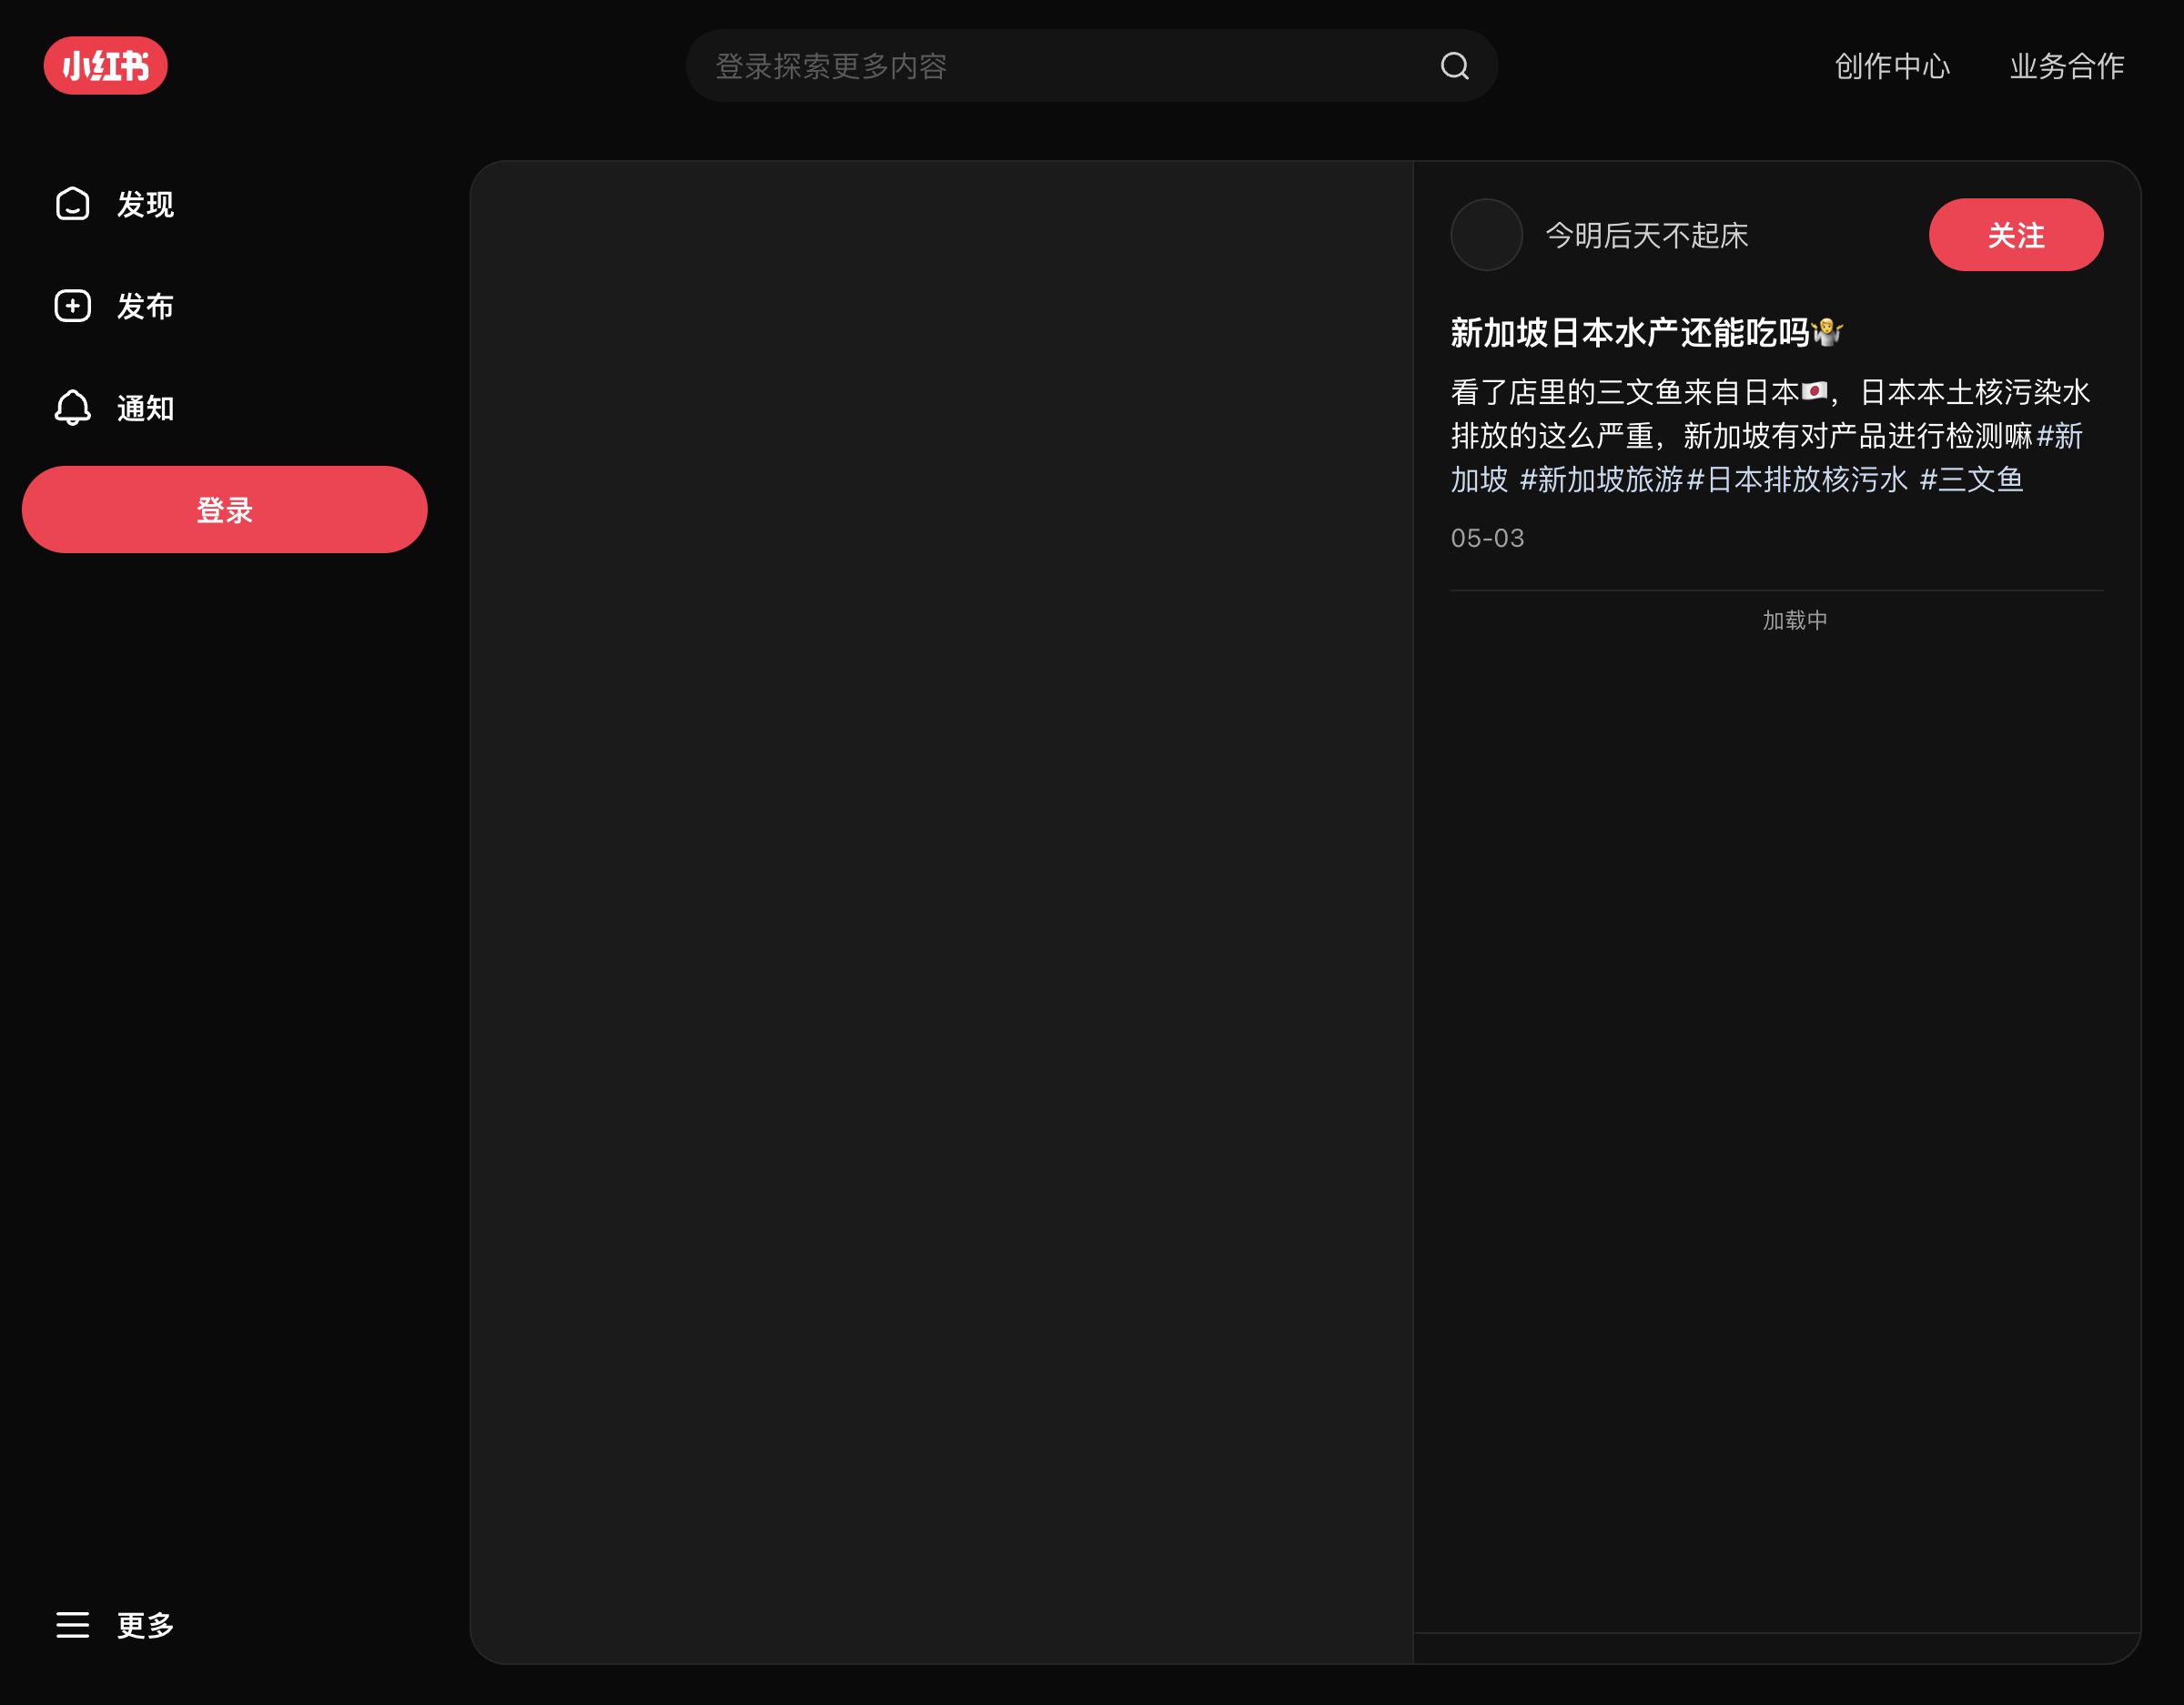 小红书
登录探索更多内容
创作中心
业务合作
发现
发布
通知
登录
更多
今明后天不起床
关注
新加坡日本水产还能吃吗🤷‍♂️
看了店里的三文鱼来自日本🇯🇵，日本本土核污染水
排放的这么严重，新加坡有对产品进行检测嘛#新
加坡 #新加坡旅游#日本排放核污水 #三文鱼
05-03
加载中